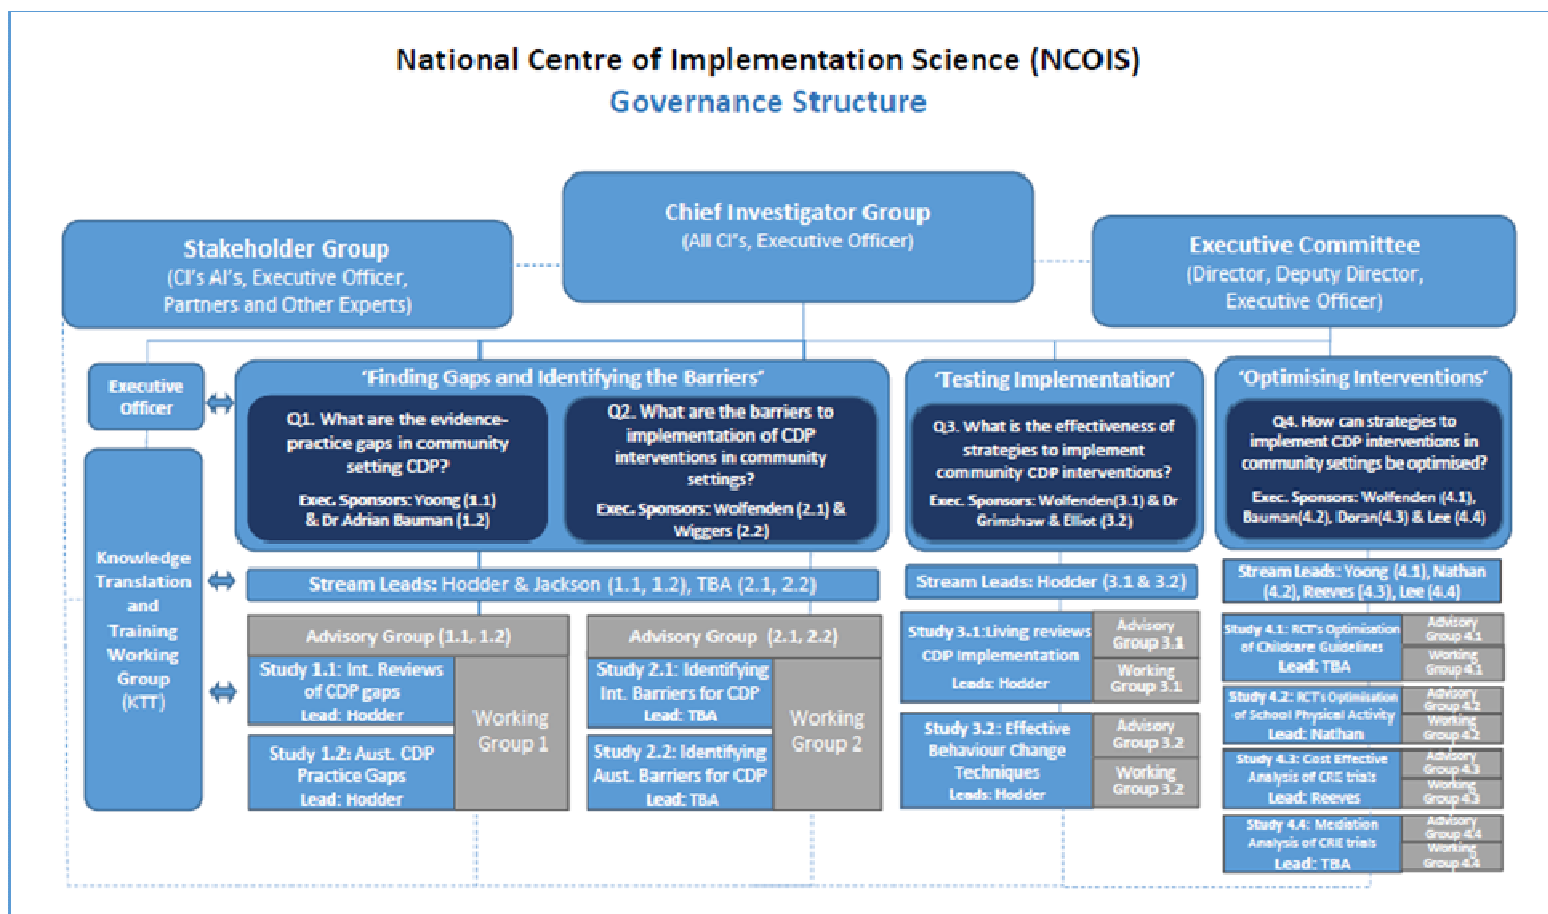 National Centre of Implementation Science (NCOIS)
Governance Structure
Chief Investigator Group
(All CI's, Executive Officer)
Stakeholder Group
(CI's AI's, Executive Officer,
Partners and Other Experts)
Executive Committee
(Director, Deputy Director,
Executive Officer)
Executive
Officer
'Finding Gaps and Identifying the Barriers'
Q1. What are the evidence-
practice gaps in community
setting CDP?
Exec. Sponsors: Yoong (1.1)
& Dr Adrian Bauman (1.2)
Q2. What are the barriers to
implementation of CDP
interventions in community
settings?
Exec. Sponsors: Wolfenden (2.1) &
Wiggers (2.2)
'Testing Implementation'
Q3. What is the effectiveness of
strategies to implement
community CDP interventions?
Exec. Sponsors: Wolfenden(3.1) & Dr
Grimshaw & Elliot (3.2)
'Optimising Interventions'
Q4. How can strategies to
implement CDP interventions in
community settings be optimised?
Exec. Sponsors: Wolfenden (4.1),
Bauman(4.2), Doran(4.3) & Lee (4.4)
Knowledge
Translation
and
Training
Working
Group
(KTT)
Stream Leads: Hodder & Jackson (1.1, 1.2), TBA (2.1, 2.2)
Stream Leads: Hodder (3.1 & 3.2)
Stream Leads: Yoong (4.1), Nathan
(4.2), Reeves (4.3), Lee (4.4)
Advisory Group (1.1, 1.2)
Study 1.1: Int. Reviews
of CDP gaps
Lead: Hodder
Study 1.2: Aust. CDP
Practice Gaps
Lead: Hodder
Working
Group 1
Advisory Group (2.1, 2.2)
Study 2.1: Identifying
Int. Barriers for CDP
Lead: TBA
Study 2.2: Identifying
Aust. Barriers for CDP
Lead: TBA
Working
Group 2
Study 3.1:Living reviews
CDP Implementation
Leads: Hodder
Advisory
Group 3.1
Working
Group 3.1
Study 3.2: Effective
Behaviour Change
Techniques
Leads: Hodder
Advisory
Group 3.2
Working
Group 3.2
Study 4.1: RCT's Optimisation
of Childcare Guidelines
Lead: TBA
Advisory
Group 4.1
Working
Group 4.1
Study 4.2: RCT's Optimisation
of School Physical Activity
Lead: Nathan
Advisory
Group 4.2
Working
Group 4.2
Study 4.3: Cost Effective
Analysis of CRE trials
Lead: Reeves
Advisory
Group 4.3
Working
Group 4.3
Study 4.4: Mediation
Analysis of CRE trials
Lead: TBA
Advisory
Group 4.4
Working
Group 4.4